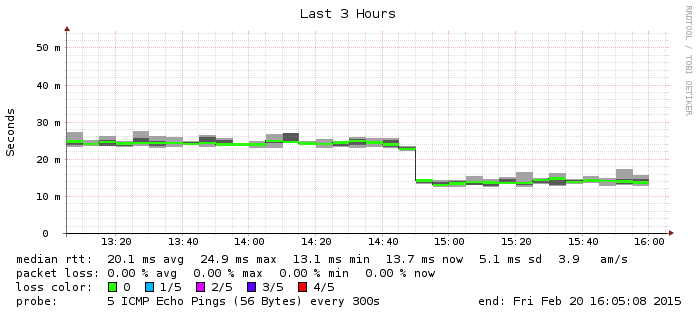 Last 3 Hours
RRDTOOL / TOBI OETIKER
Seconds
50 m
40 m
30 m
20 m
10 m
0
13:20 13:40 14:00 14:20 14:40 15:00 15:20 15:40 16:00
median rtt: 20.1 ms avg 24.9 ms max 13.1 ms min 13.7 ms now 5.1 ms sd 3.9 am/s
packet loss: 0.00 % avg 0.00 % max 0.00 % min 0.00 % now
loss color: 0 1/5 2/5 3/5 4/5
probe: 5 ICMP Echo Pings (56 Bytes) every 300s end: Fri Feb 20 16:05:08 2015